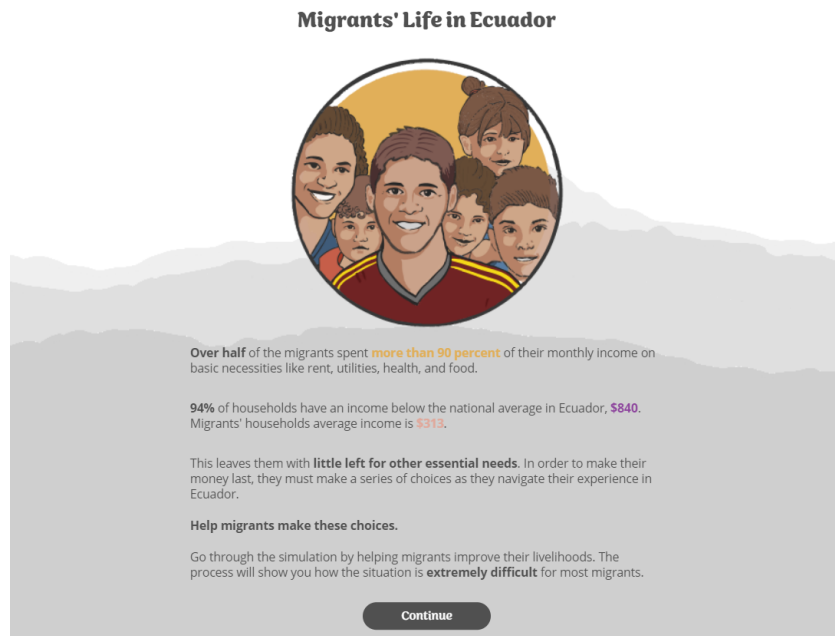 Migrants' Life in Ecuador
Over half of the migrants spent more than 90 percent of their monthly income on
basic necessities like rent, utilities, health, and food.
94% of households have an income below the national average in Ecuador, $840.
Migrants' households average income is $313.
This leaves them with little left for other essential needs. In order to make their
money last, they must make a series of choices as they navigate their experience in
Ecuador.
Help migrants make these choices.
Go through the simulation by helping migrants improve their livelihoods. The
process will show you how the situation is extremely difficult for most migrants.
Continue